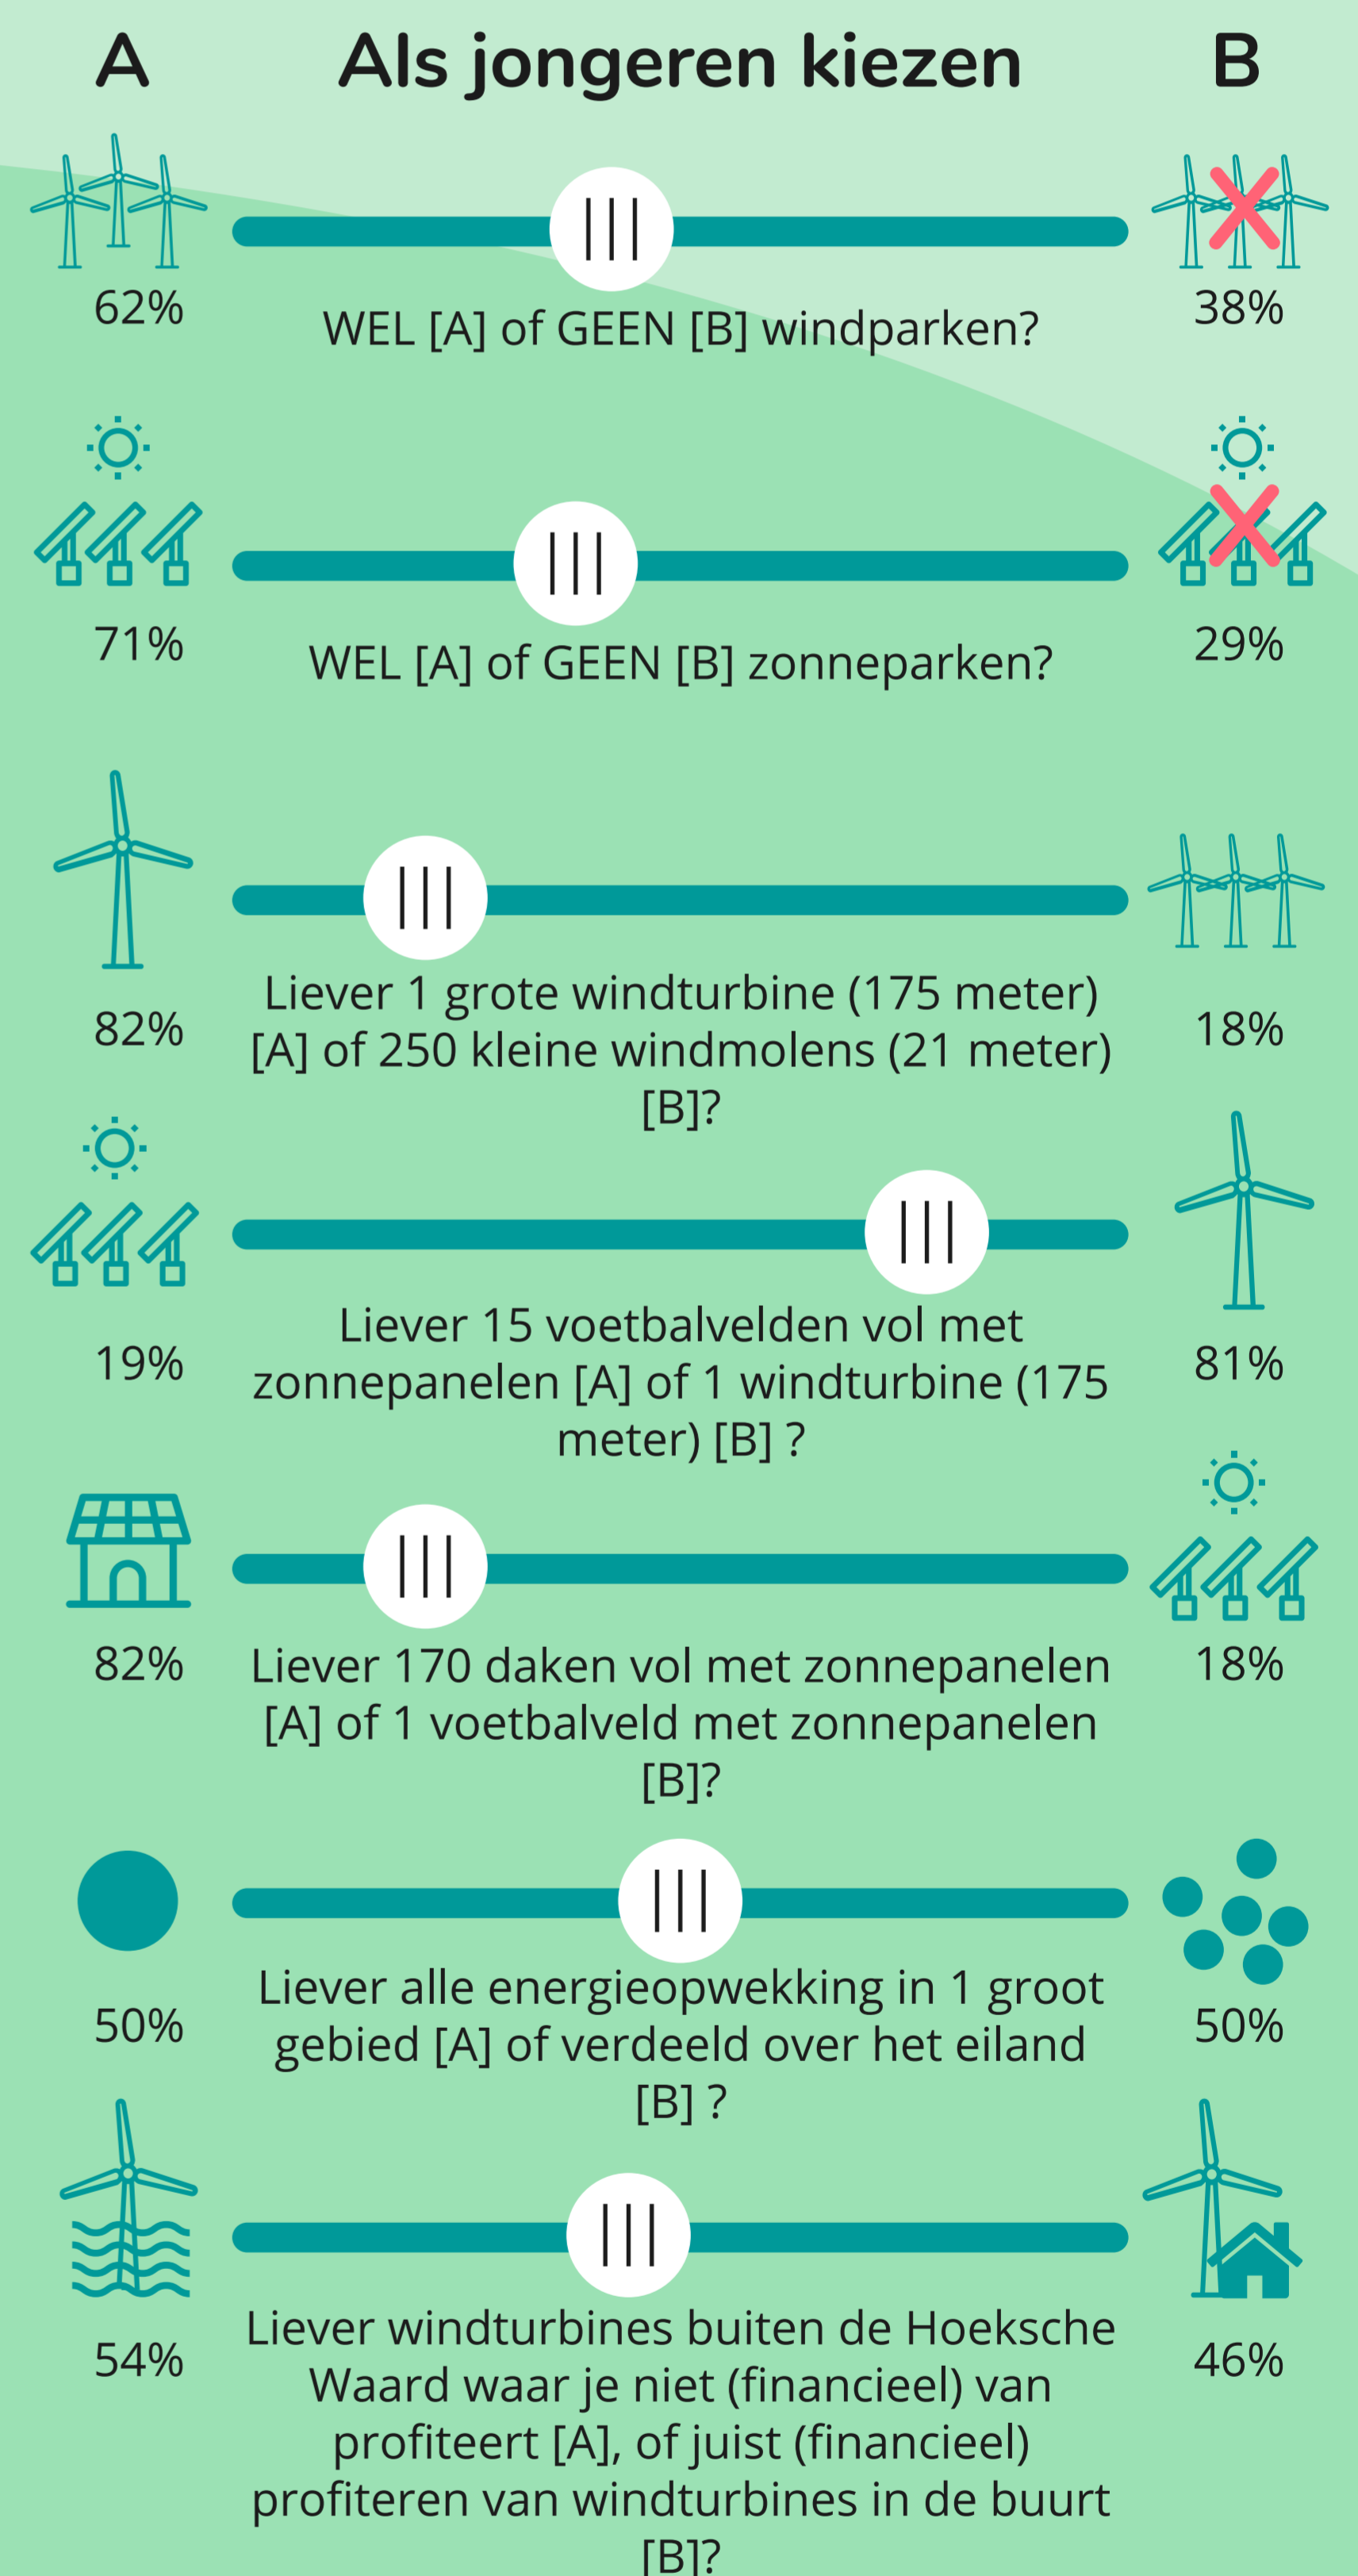 A
Als jongeren kiezen
B
62%
WEL [A] of GEEN [B] windparken?
38%
71%
WEL [A] of GEEN [B] zonneparken?
29%
82%
Liever 1 grote windturbine (175 meter)
[A] of 250 kleine windmolens (21 meter)
[B]?
18%
19%
Liever 15 voetbalvelden vol met
zonnepanelen [A] of 1 windturbine (175
meter) [B] ?
81%
82%
Liever 170 daken vol met zonnepanelen
[A] of 1 voetbalveld met zonnepanelen
[B]?
18%
50%
Liever alle energieopwekking in 1 groot
gebied [A] of verdeeld over het eiland
[B] ?
50%
54%
Liever windturbines buiten de Hoeksche
Waard waar je niet (financieel) van
profiteert [A], of juist (financieel)
profiteren van windturbines in de buurt
[B]?
46%